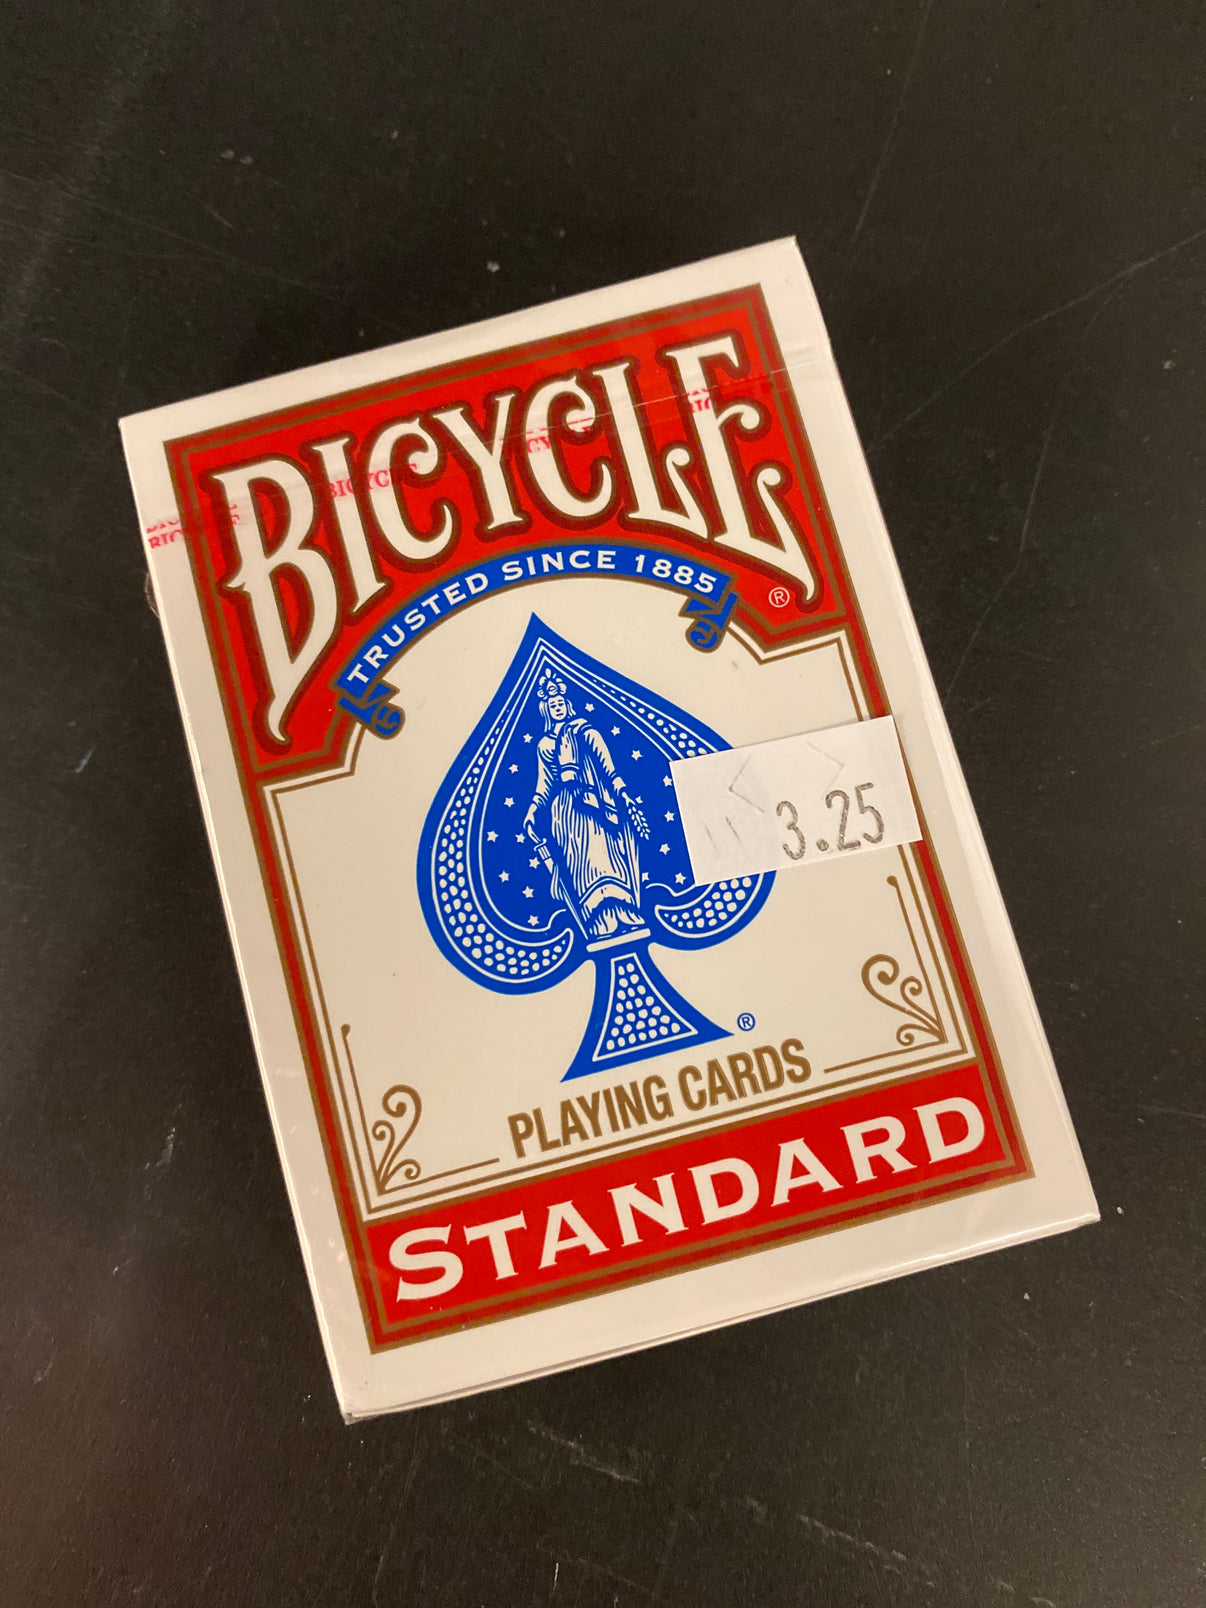 BICYCLE
®
TRUSTED SINCE 1885
3.25
®
PLAYING CARDS
STANDARD